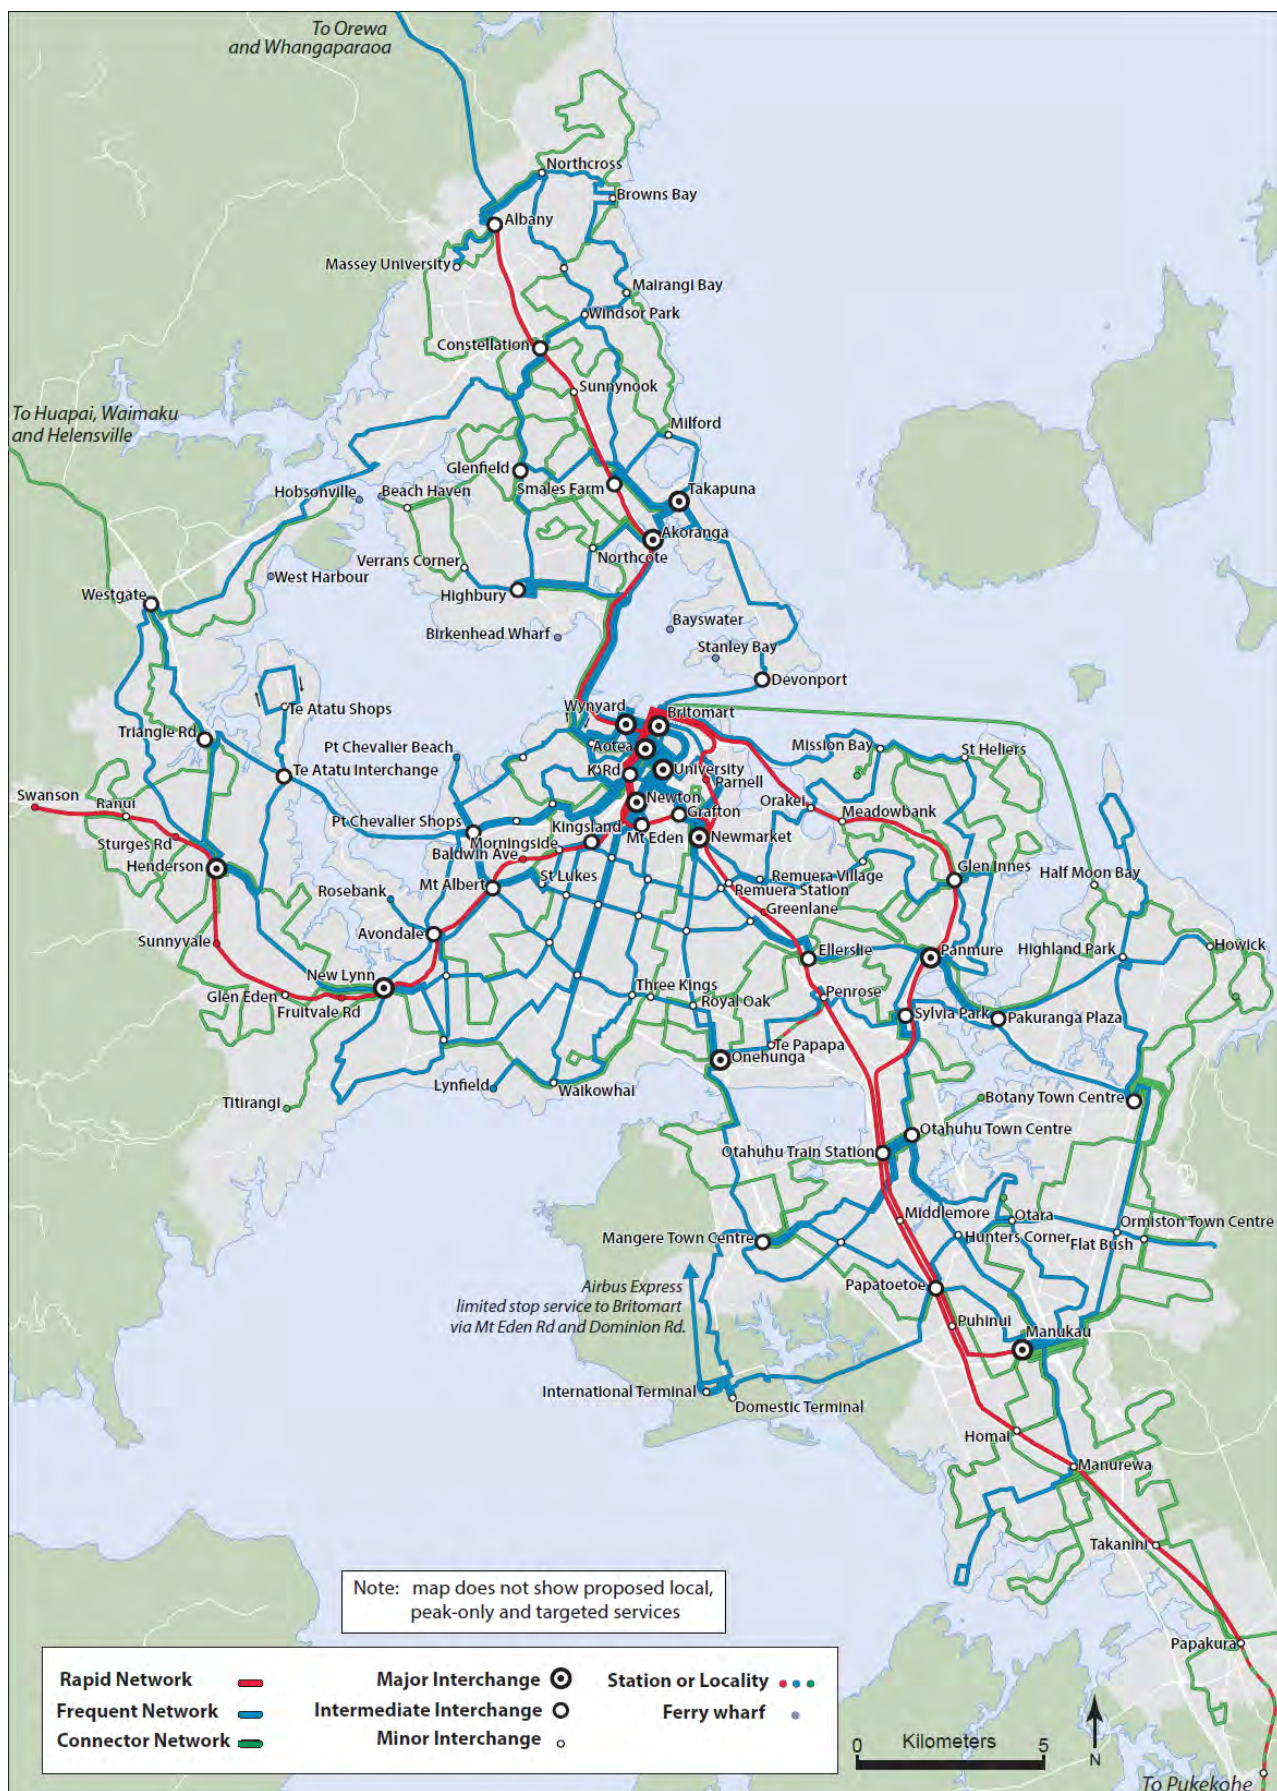 To Orewa
and Whangaparaoa
Northcross
Browns Bay
Albany
Massey University
Mairangi Bay
Windsor Park
Constellation
Sunnynook
To Huapai, Waimaku
and Helensville
Milford
Glenfield
Smales Farm
Takapuna
Hobsonville
Beach Haven
Akoranga
Northcote
Verrans Corner
West Harbour
Westgate
Highbury
Bayswater
Birkenhead Wharf
Stanley Bay
Devonport
Wynyard
Britomart
Te Atatu Shops
Triangle Rd
Pt Chevalier Beach
Aotea
Mission Bay
St Heliers
Te Atatu Interchange
K'Rd
University
Parnell
Swanson
Ranui
Newton
Orakei
Meadowbank
Grafton
Pt Chevalier Shops
Kingsland
Mt Eden
Newmarket
Sturges Rd
Morningside
Baldwin Ave
Henderson
St Lukes
Remuera Village
Glen Innes
Half Moon Bay
Rosebank
Mt Albert
Remuera Station
Greenlane
Avondale
Sunnyvale
Ellerslie
Panmure
Highland Park
Howick
New Lynn
Glen Eden
Three Kings
Royal Oak
Penrose
Fruitvale Rd
Sylvia Park
Pakuranga Plaza
Te Papapa
Onehunga
Lynfield
Waikowhai
Titirangi
Botany Town Centre
Otahuhu Town Centre
Otahuhu Train Station
Middlemore
Otara
Ormiston Town Centre
Mangere Town Centre
Hunters Corner
Flat Bush
Airbus Express
limited stop service to Britomart
via Mt Eden Rd and Dominion Rd.
Papatoetoe
Puhinui
Manukau
International Terminal
Domestic Terminal
Homai
Manurewa
Takanini
Note: map does not show proposed local,
peak-only and targeted services
Papakura
Rapid Network
Major Interchange
Station or Locality
Frequent Network
Intermediate Interchange
Ferry wharf
Connector Network
Minor Interchange
0 Kilometers 5
N
To Pukekohe